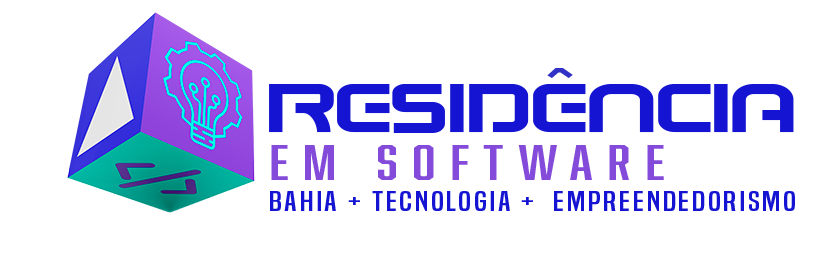 RESIDÊNCIA
EM SOFTWARE
BAHIA + TECNOLOGIA + EMPREENDEDORISMO